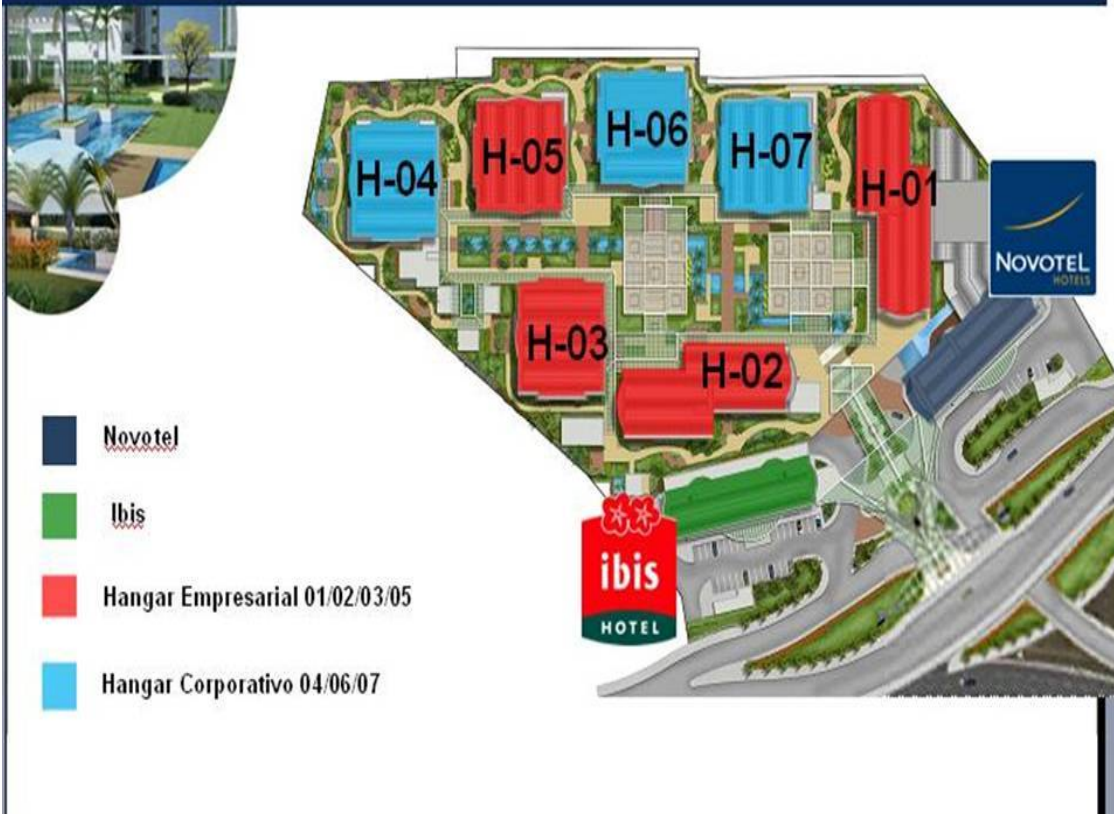 H-06
H-05
H-07
H-04
H-01
NOVOTEL
HOTELS
H-03
H-02
Novotel
Ibis
ibis
HOTEL
Hangar Empresarial 01/02/03/05
Hangar Corporativo 04/06/07